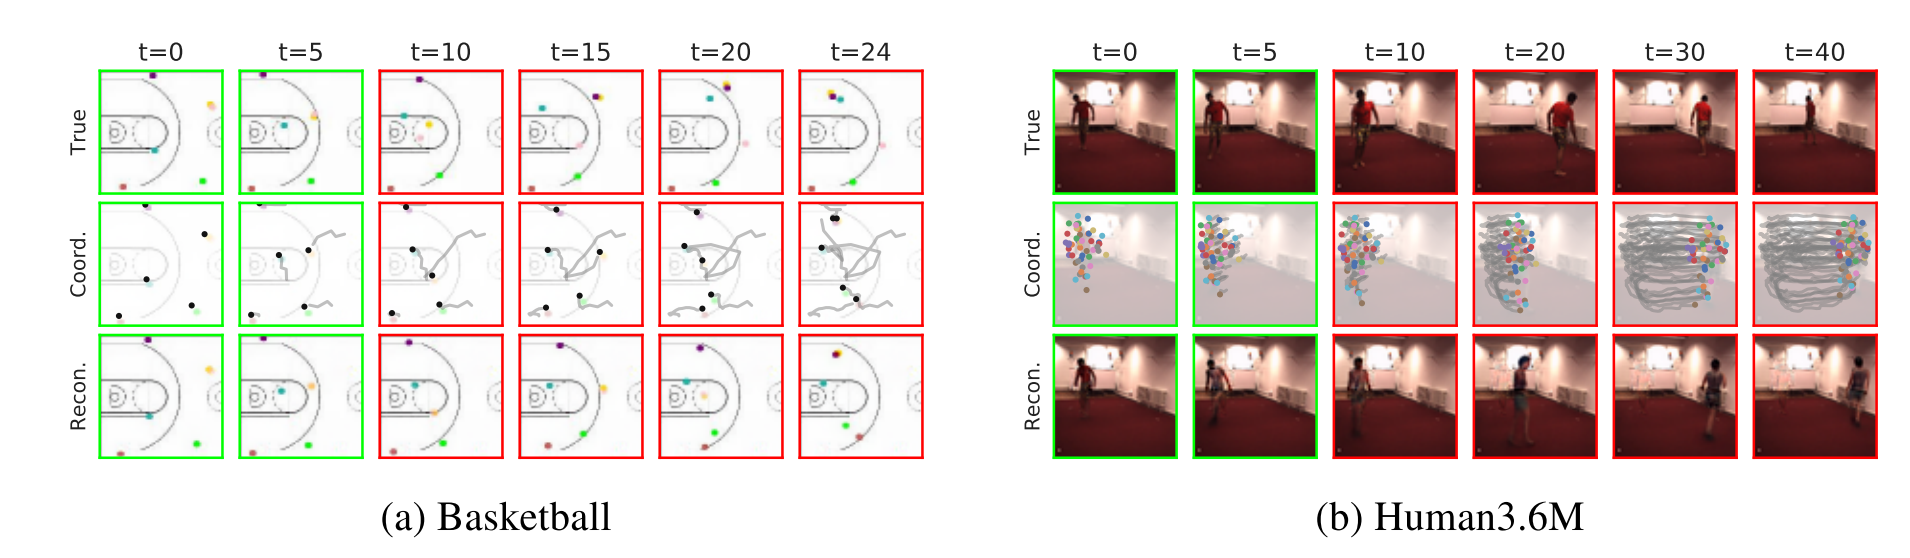 t=0 t=5 t=10 t=15 t=20 t=24
True
Coord.
Recon.
(a) Basketball
t=0 t=5 t=10 t=20 t=30 t=40
True
Coord.
Recon.
(b) Human3.6M